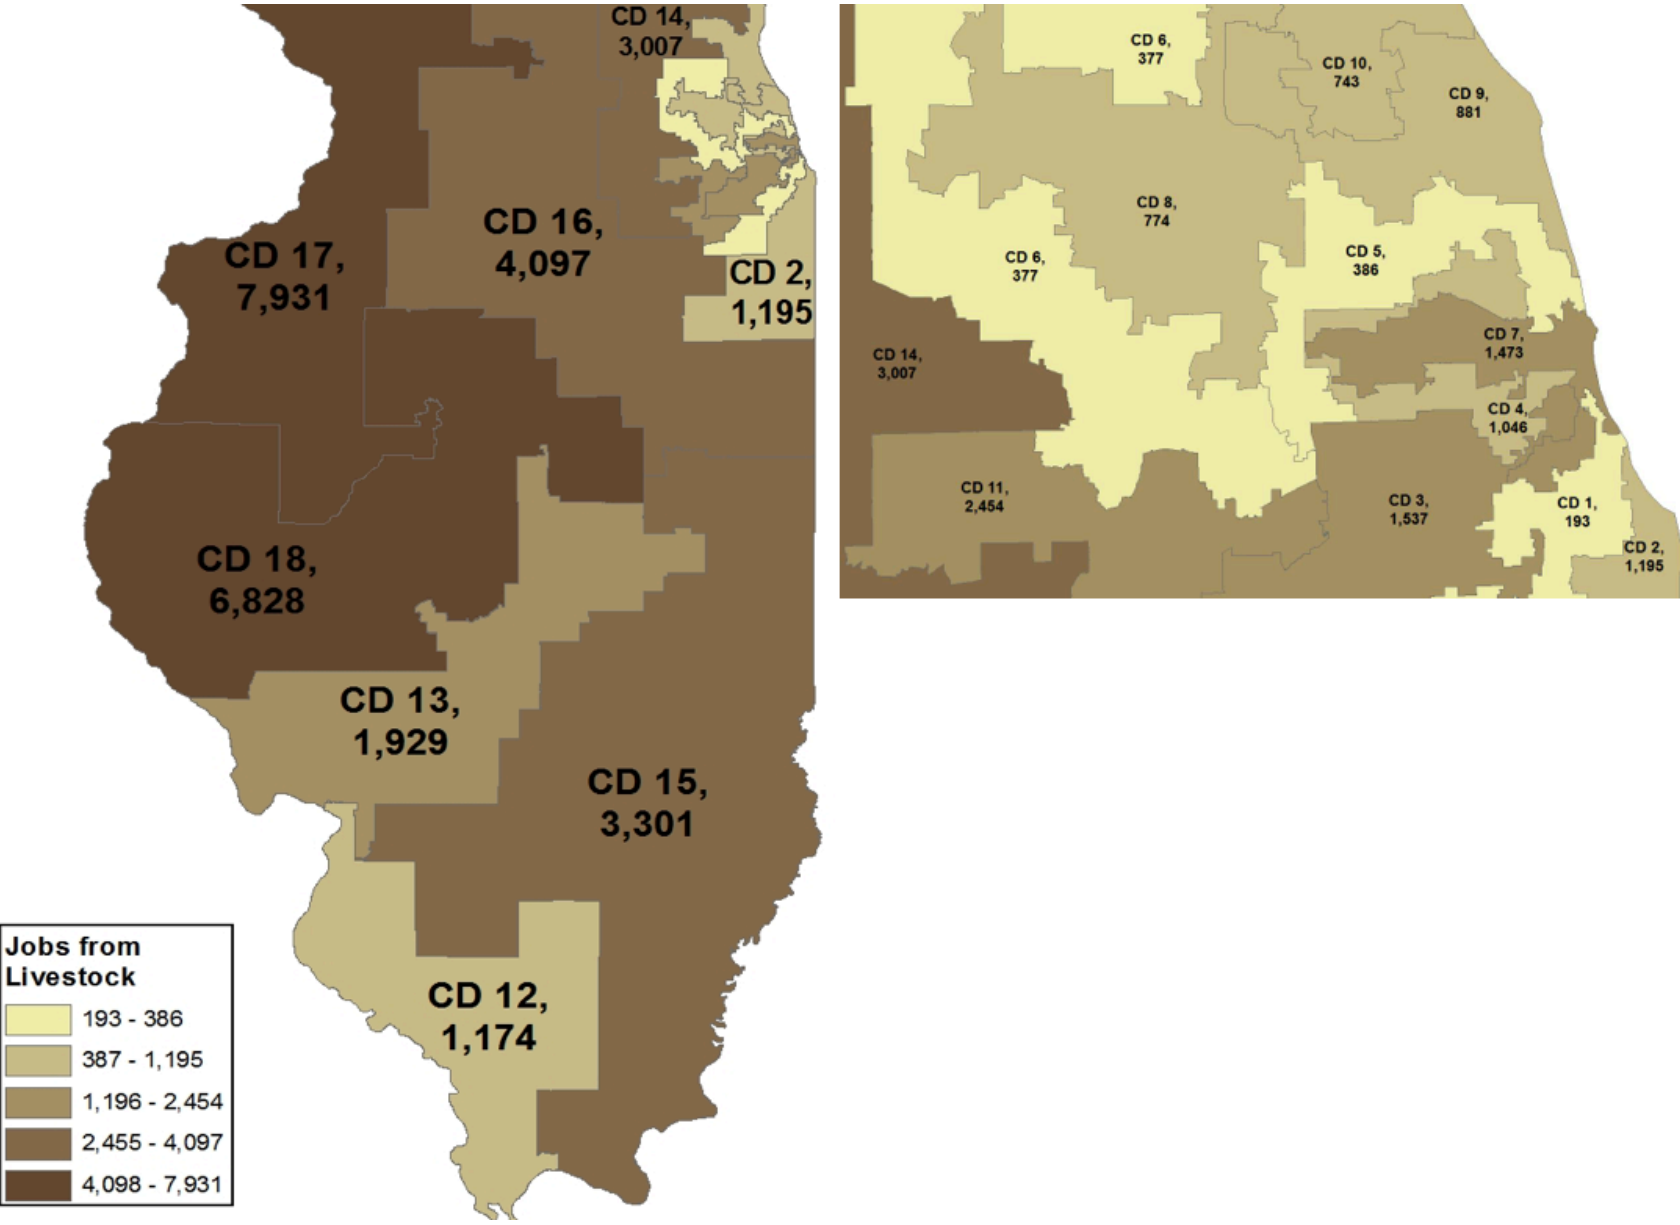 CD 14,
3,007
CD 16,
4,097
CD 17,
7,931
CD 2,
1,195
CD 18,
6,828
CD 13,
1,929
CD 15,
3,301
CD 12,
1,174
Jobs from
Livestock
193 - 386
387 - 1,195
1,196 - 2,454
2,455 - 4,097
4,098 - 7,931
CD 6,
377
CD 10,
743
CD 9,
881
CD 8,
774
CD 6,
377
CD 5,
386
CD 7,
1,473
CD 14,
3,007
CD 4,
1,046
CD 11,
2,454
CD 3,
1,537
CD 1,
193
CD 2,
1,195